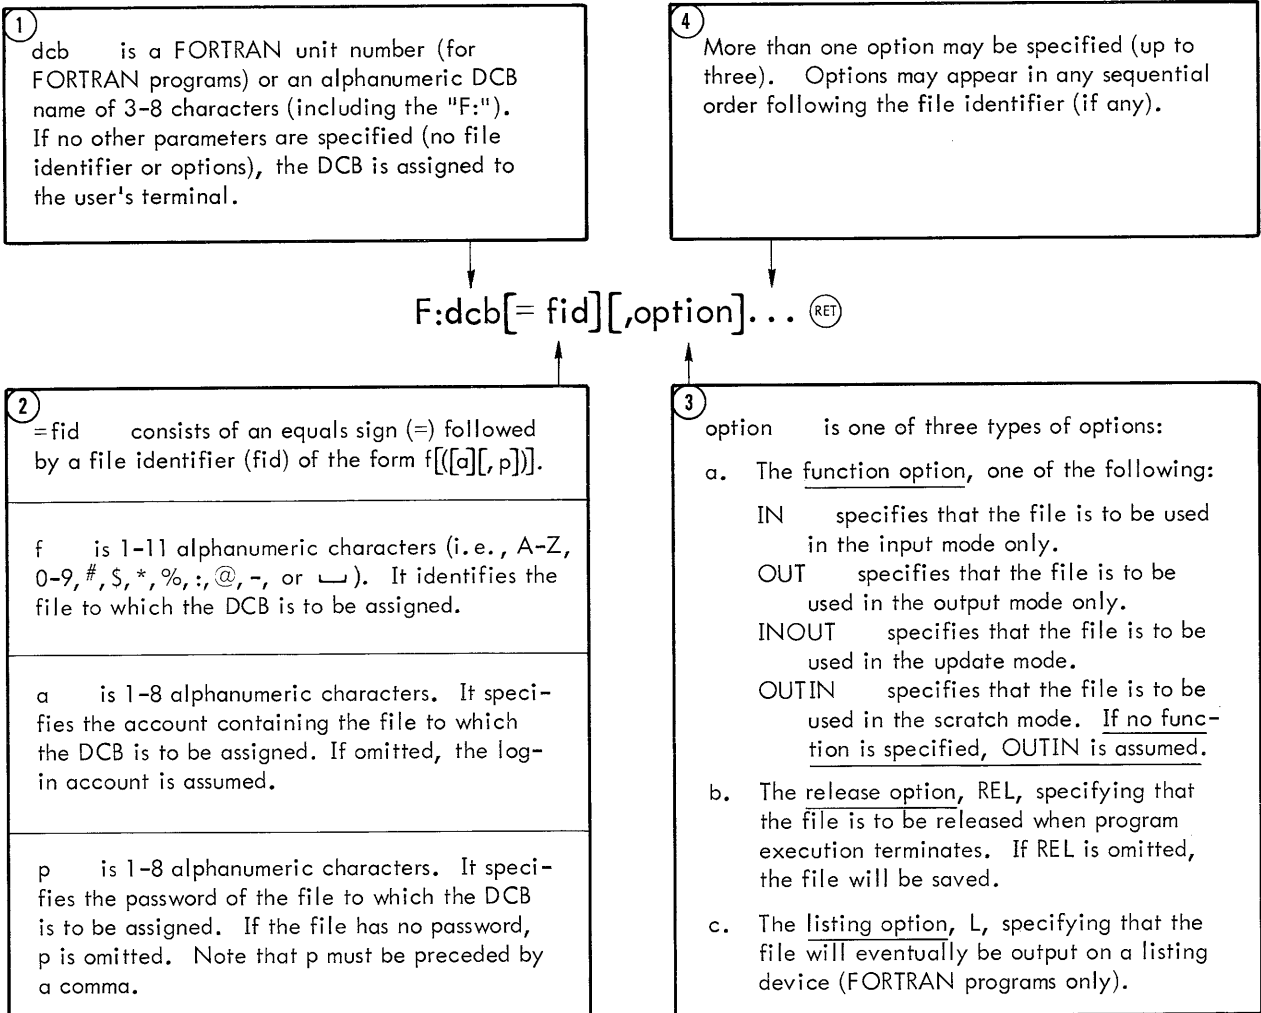 1
dcb is a FORTRAN unit number (for
FORTRAN programs) or an alphanumeric DCB
name of 3-8 characters (including the "F:").
If no other parameters are specified (no file
identifier or options), the DCB is assigned to
the user's terminal.
4
More than one option may be specified (up to
three). Options may appear in any sequential
order following the file identifier (if any).
F:dcb[= fid][,option]... RET
2
=fid consists of an equals sign (=) followed
by a file identifier (fid) of the form f[([a][, p])].
f is 1-11 alphanumeric characters (i.e., A-Z,
0-9, #, $, *, %, :, @, -, or ⎵). It identifies the
file to which the DCB is to be assigned.
a is 1-8 alphanumeric characters. It speci-
fies the account containing the file to which
the DCB is to be assigned. If omitted, the log-
in account is assumed.
p is 1-8 alphanumeric characters. It speci-
fies the password of the file to which the DCB
is to be assigned. If the file has no password,
p is omitted. Note that p must be preceded by
a comma.
3
option is one of three types of options:
a. The function option, one of the following:
IN specifies that the file is to be used
in the input mode only.
OUT specifies that the file is to be
used in the output mode only.
INOUT specifies that the file is to be
used in the update mode.
OUTIN specifies that the file is to be
used in the scratch mode. If no func-
tion is specified, OUTIN is assumed.
b. The release option, REL, specifying that
the file is to be released when program
execution terminates. If REL is omitted,
the file will be saved.
c. The listing option, L, specifying that the
file will eventually be output on a listing
device (FORTRAN programs only).